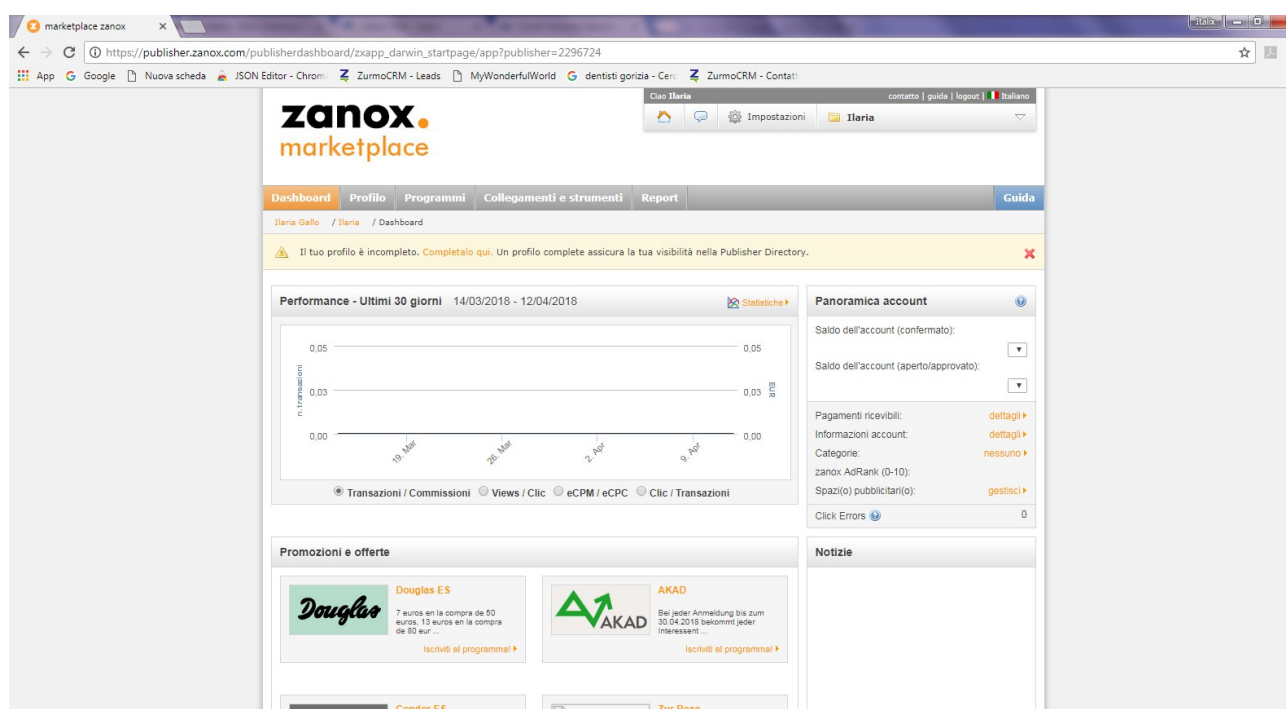 marketplace zanox
Italix
https://publisher.zanox.com/publisherdashboard/zxapp_darwin_startpage/app?publisher=2296724
App Google Nuova scheda JSON Editor - Chrom ZurmoCRM - Leads MyWonderfulWorld dentisti gorizia - Cerc ZurmoCRM - Contatt
Ciao Ilaria contatto | guida | logout | Italiano
zanox.
marketplace
Impostazioni Ilaria
Dashboard Profilo Programmi Collegamenti e strumenti Report Guida
Ilaria Gallo / Ilaria / Dashboard
Il tuo profilo è incompleto. Completalo qui. Un profilo complete assicura la tua visibilità nella Publisher Directory.
Performance - Ultimi 30 giorni 14/03/2018 - 12/04/2018 Statistiche
n. transazioni
0,05 0,05
0,03 0,03
0,00 0,00
EUR
19. Mar 26. Mar 2. Apr 9. Apr
Transazioni / Commissioni Views / Clic eCPM / eCPC Clic / Transazioni
Panoramica account
Saldo dell'account (confermato):
Saldo dell'account (aperto/approvato):
Pagamenti ricevibili: dettagli
Informazioni account: dettagli
Categorie: nessuno
zanox AdRank (0-10):
Spazi(o) pubblicitari(o): gestisci
Click Errors 0
Promozioni e offerte
Douglas
Douglas ES
7 euros en la compra de 50
euros, 13 euros en la compra
de 80 eur ...
Iscriviti al programma!
AKAD
AKAD
Bei jeder Anmeldung bis zum
30.04.2018 bekommt jeder
Interessent ...
Iscriviti al programma!
Condor ES
Zur Rose
Notizie